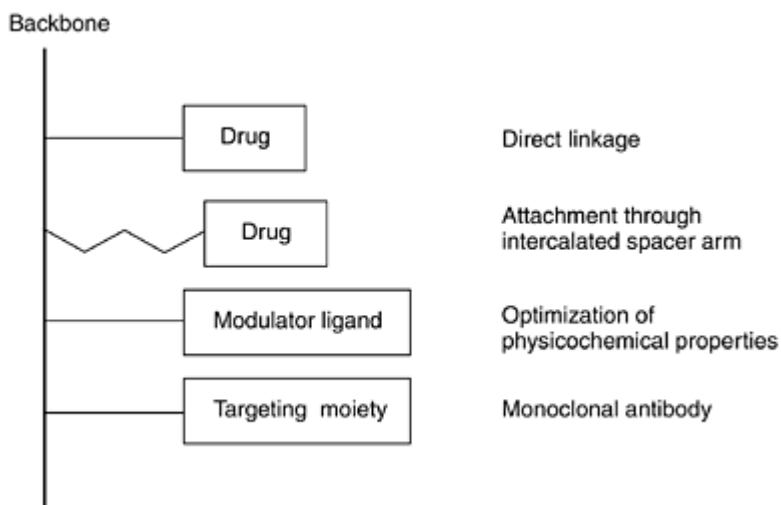 Backbone
Drug
Direct linkage
Drug
Attachment through
intercalated spacer arm
Modulator ligand
Optimization of
physicochemical properties
Targeting moiety
Monoclonal antibody